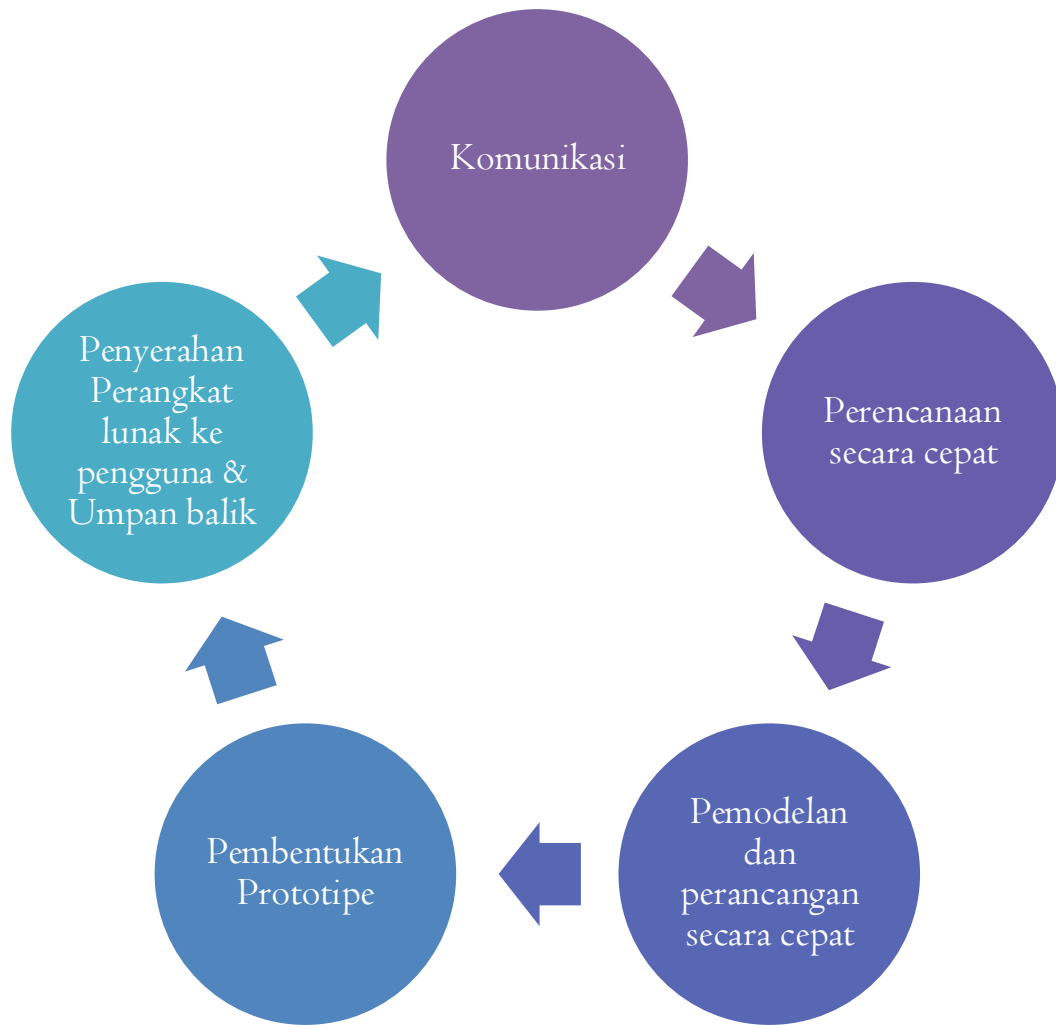 Komunikasi
Perencanaan
secara cepat
Pemodelan
dan
perancangan
secara cepat
Pembentukan
Prototipe
Penyerahan
Perangkat
lunak ke
pengguna &
Umpan balik